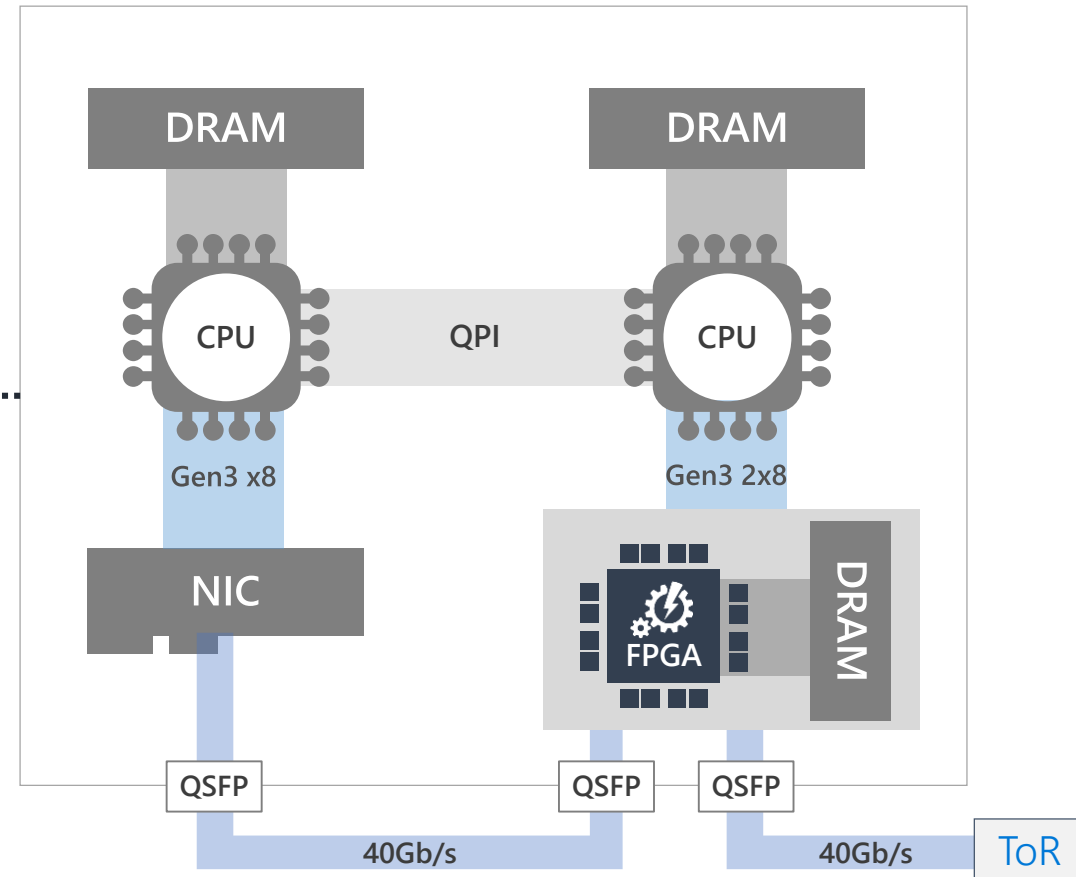 DRAM
DRAM
CPU
QPI
CPU
Gen3 x8
Gen3 2x8
NIC
FPGA
DRAM
QSFP
QSFP
QSFP
40Gb/s
40Gb/s
ToR